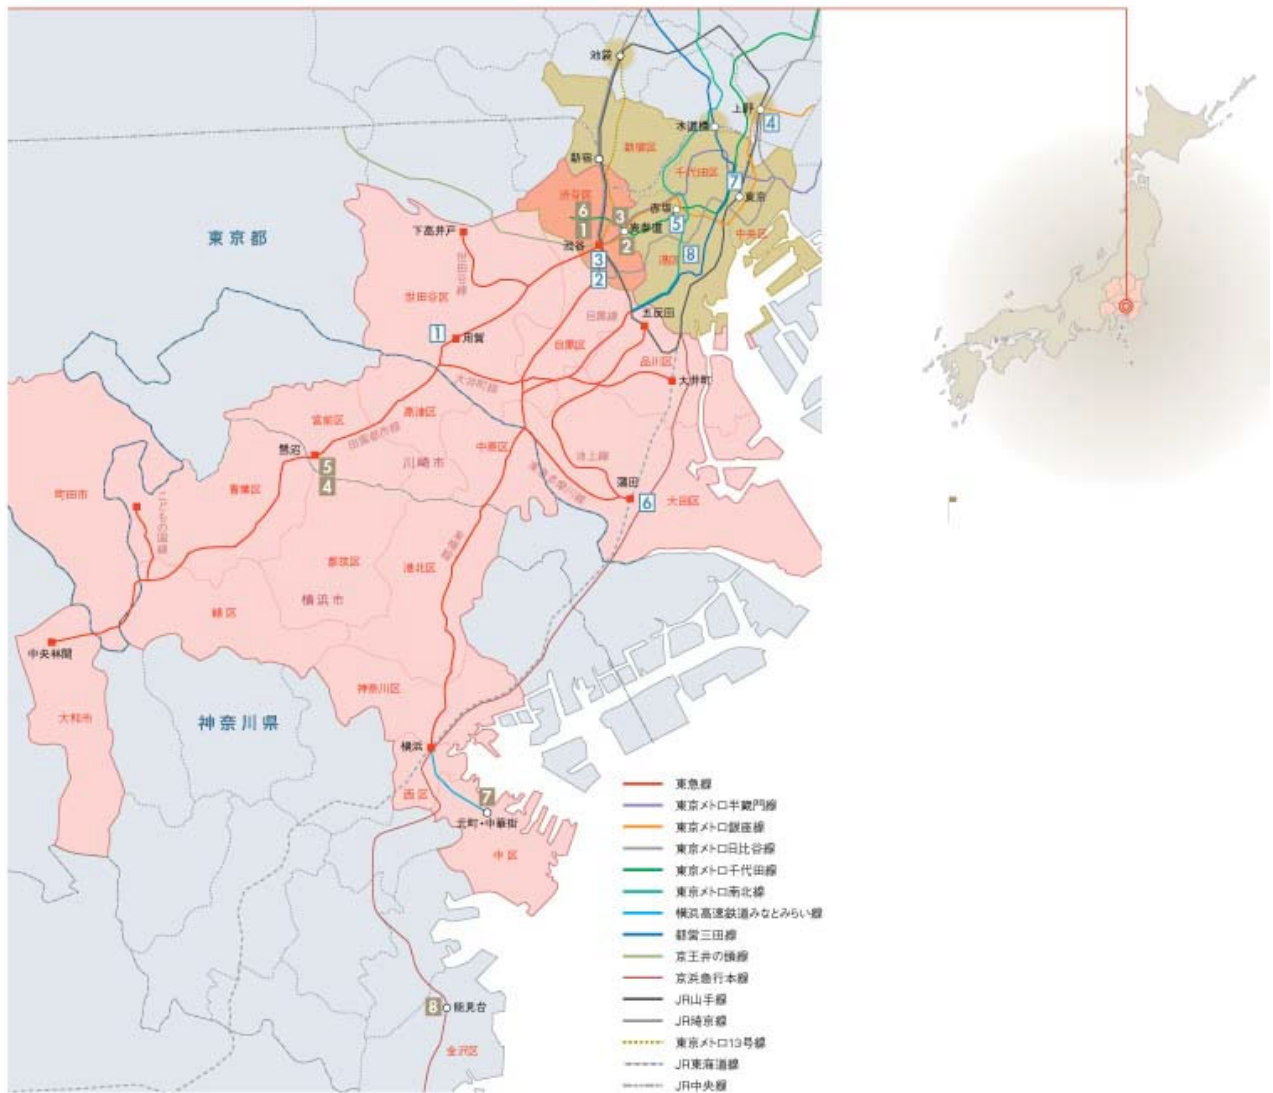 池袋
上野
4
水道橋
新宿
新宿区
千代田区
7
東京
渋谷区
6
3
赤坂
5
表参道
1
2
中央区
東京都
下高井戸
渋谷
3
2
8
港区
世田谷線
世田谷区
目黒線
五反田
1
用賀
目黒区
品川区
大井町
大井町線
宮前区
高津区
田園都市線
中原区
鷺沼
5
4
川崎市
池上線
東急多摩川線
蒲田
6
大田区
町田市
こどもの国線
青葉区
東横線
都筑区
港北区
横浜市
緑区
中央林間
神奈川区
大和市
神奈川県
横浜
西区
7
元町・中華街
中区
8
能見台
金沢区
東急線
東京メトロ半蔵門線
東京メトロ銀座線
東京メトロ日比谷線
東京メトロ千代田線
東京メトロ南北線
横浜高速鉄道みなとみらい線
都営三田線
京王井の頭線
京浜急行本線
JR山手線
JR埼京線
東京メトロ13号線
JR東海道線
JR中央線